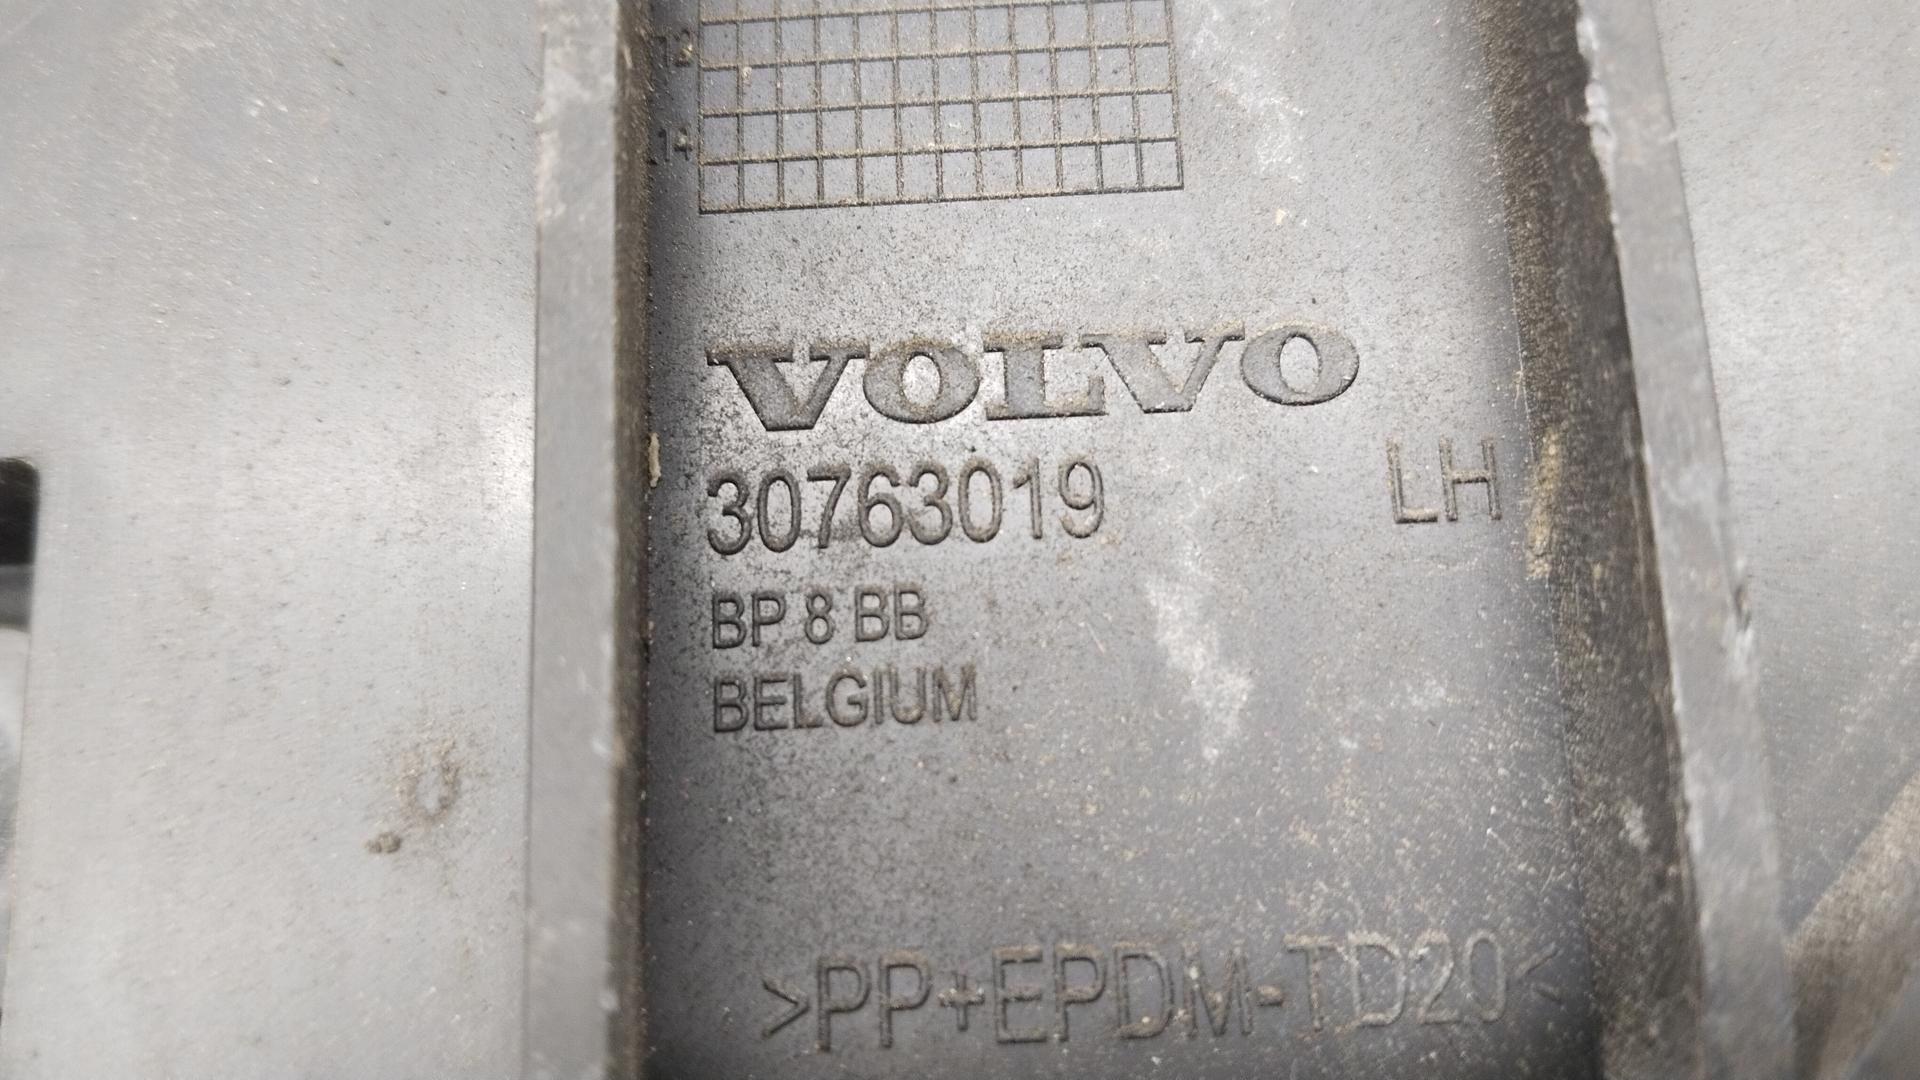 12
14
VOLVO
30763019 LH
BP 8 BB
BELGIUM
>PP+EPDM-TD20<